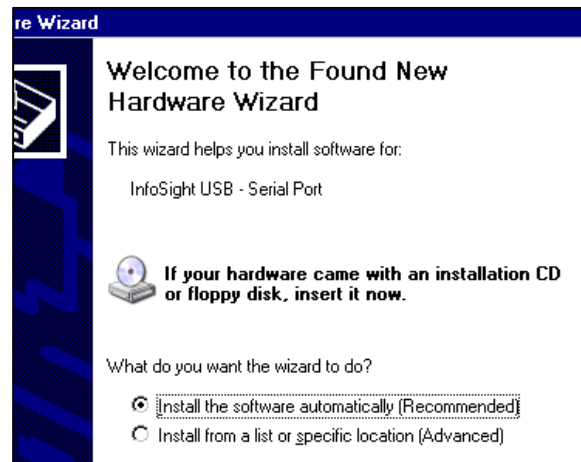 re Wizard
Welcome to the Found New
Hardware Wizard
This wizard helps you install software for:
InfoSight USB - Serial Port
If your hardware came with an installation CD
or floppy disk, insert it now.
What do you want the wizard to do?
Install the software automatically (Recommended)
Install from a list or specific location (Advanced)